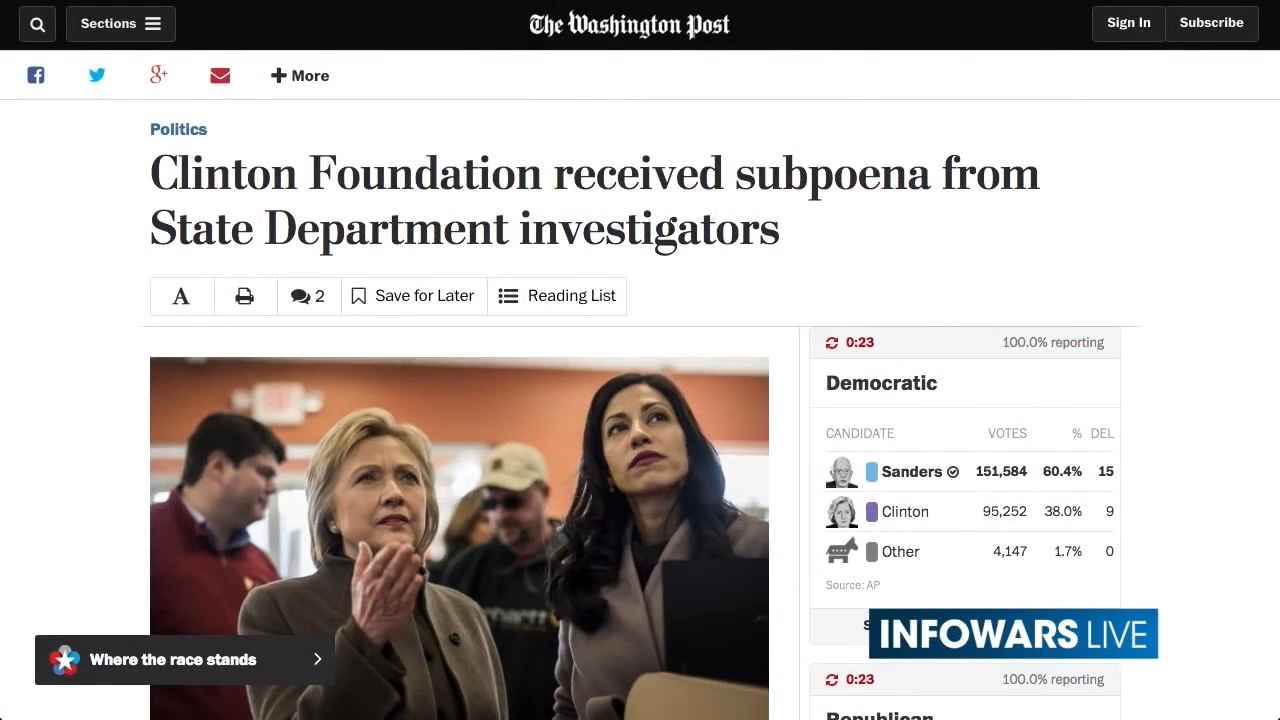 Sections
The Washington Post
Sign In
Subscribe
g+
More
Politics
Clinton Foundation received subpoena from
State Department investigators
A
2
Save for Later
Reading List
0:23
100.0% reporting
Democratic
CANDIDATE VOTES % DEL
Sanders 151,584 60.4% 15
Clinton 95,252 38.0% 9
Other 4,147 1.7% 0
Source: AP
INFOWARS LIVE
Where the race stands
0:23
100.0% reporting
Republican